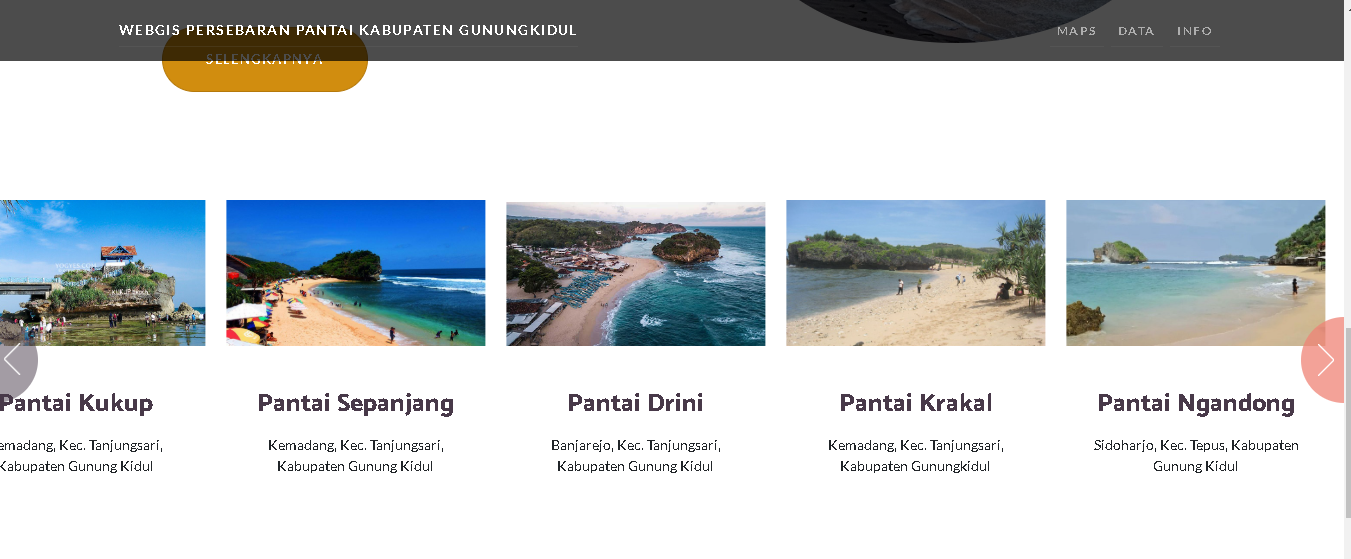 WEBGIS PERSEBARAN PANTAI KABUPATEN GUNUNGKIDUL
MAPS DATA INFO
SELENGKAPNYA
Pantai Kukup
emadang, Kec. Tanjungsari,
Kabupaten Gunung Kidul
Pantai Sepanjang
Kemadang, Kec. Tanjungsari,
Kabupaten Gunung Kidul
Pantai Drini
Banjarejo, Kec. Tanjungsari,
Kabupaten Gunung Kidul
Pantai Krakal
Kemadang, Kec. Tanjungsari,
Kabupaten Gunungkidul
Pantai Ngandong
Sidoharjo, Kec. Tepus, Kabupaten
Gunung Kidul